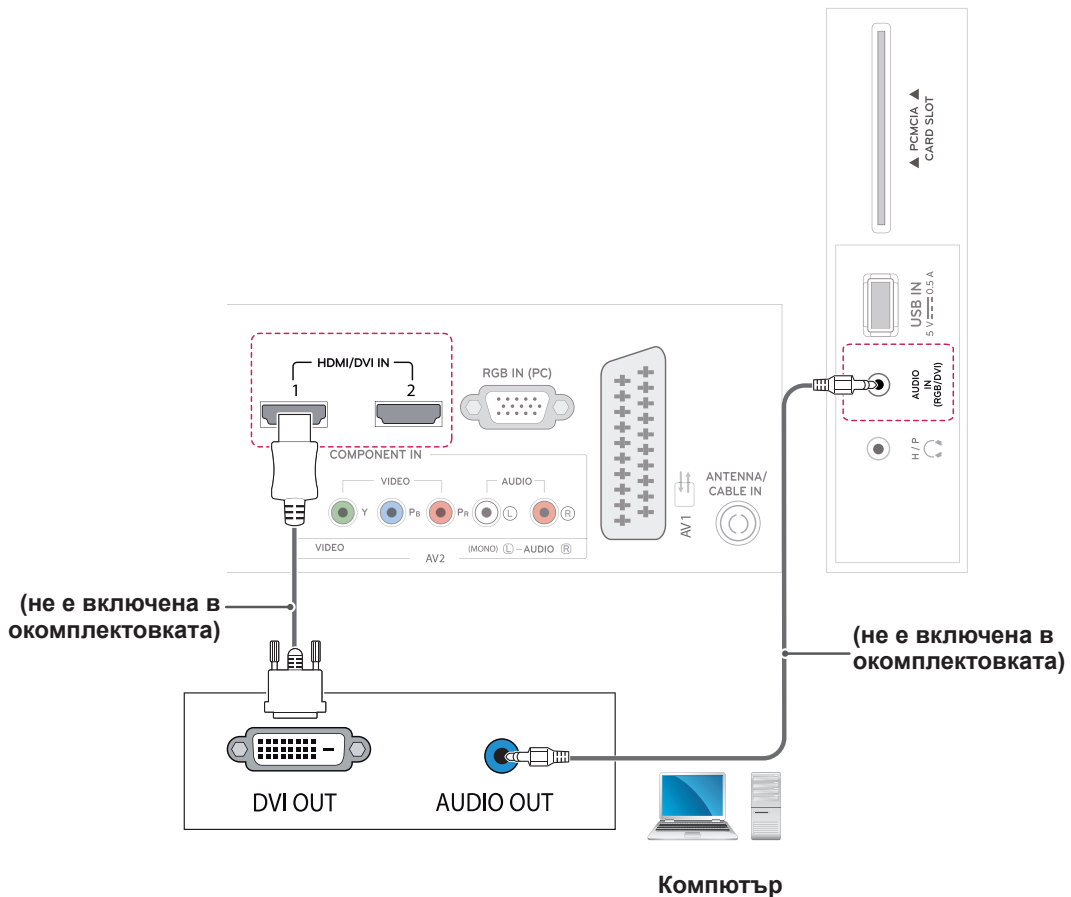 ▲ PCMCIA ▲
CARD SLOT
USB IN
5 V 0.5 A
AUDIO
IN
(RGB/DVI)
H / P
HDMI/DVI IN
1 2
RGB IN (PC)
COMPONENT IN
VIDEO AUDIO
Y PB PR L R
VIDEO (MONO) L – AUDIO R
AV2
AV1
ANTENNA/
CABLE IN
(не е включена в
окомплектовката)
(не е включена в
окомплектовката)
DVI OUT AUDIO OUT
Компютър